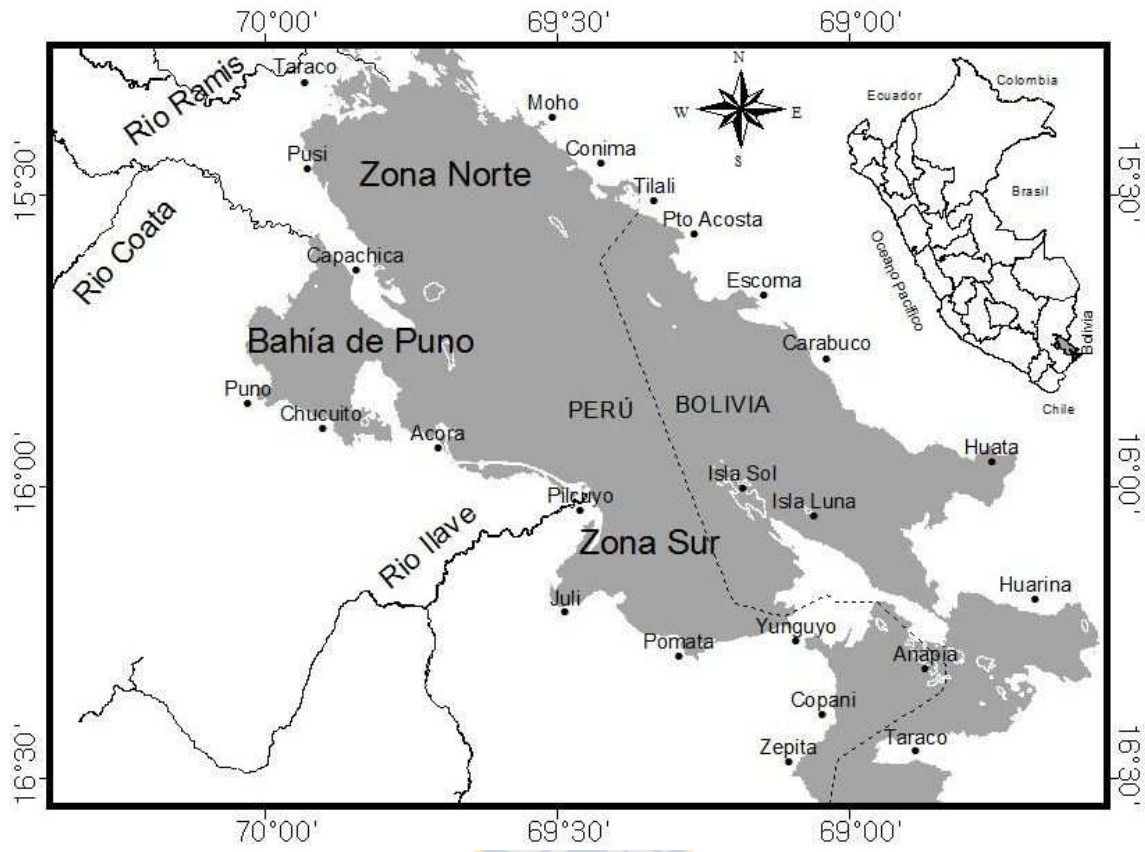 70°00'
69°30'
69°00'
Taraco
Rio Ramis
Moho
N
W
E
S
Ecuador
Colombia
Pusi
Zona Norte
Conima
15°30'
15°30'
Tilali
Pto Acosta
Brasil
Rio Coata
Capachica
Oceano Pacífico
Escoma
Bahía de Puno
Carabuco
Bolivia
Puno
Chucuito
PERÚ
BOLIVIA
Chile
Acora
Huata
16°00'
16°00'
Isla Sol
Pilcuyo
Isla Luna
Rio Ilave
Zona Sur
Huarina
Juli
Pomata
Yunguyo
Anapia
Copani
Zepita
Taraco
16°30'
16°30'
70°00'
69°30'
69°00'